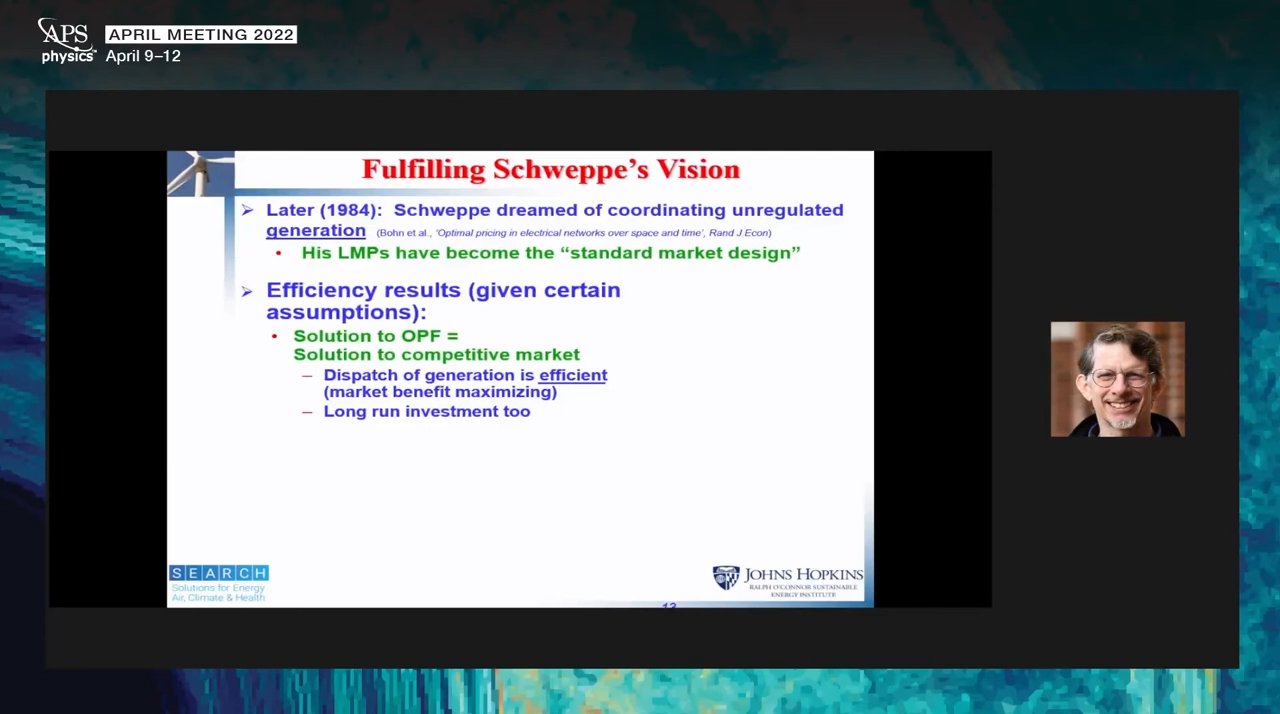 APS
physics
APRIL MEETING 2022
April 9–12
Fulfilling Schweppe's Vision
➢ Later (1984): Schweppe dreamed of coordinating unregulated
generation (Bohn et al., 'Optimal pricing in electrical networks over space and time', Rand J Econ)
• His LMPs have become the “standard market design”
➢ Efficiency results (given certain
assumptions):
• Solution to OPF =
Solution to competitive market
– Dispatch of generation is efficient
(market benefit maximizing)
– Long run investment too
SEARCH
Solutions for Energy
Air, Climate & Health
JOHNS HOPKINS
RALPH O'CONNOR SUSTAINABLE
ENERGY INSTITUTE